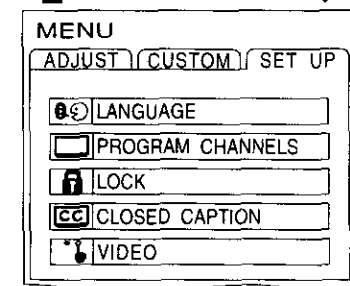 MENU
ADJUST CUSTOM SET UP
LANGUAGE
PROGRAM CHANNELS
LOCK
CC CLOSED CAPTION
VIDEO